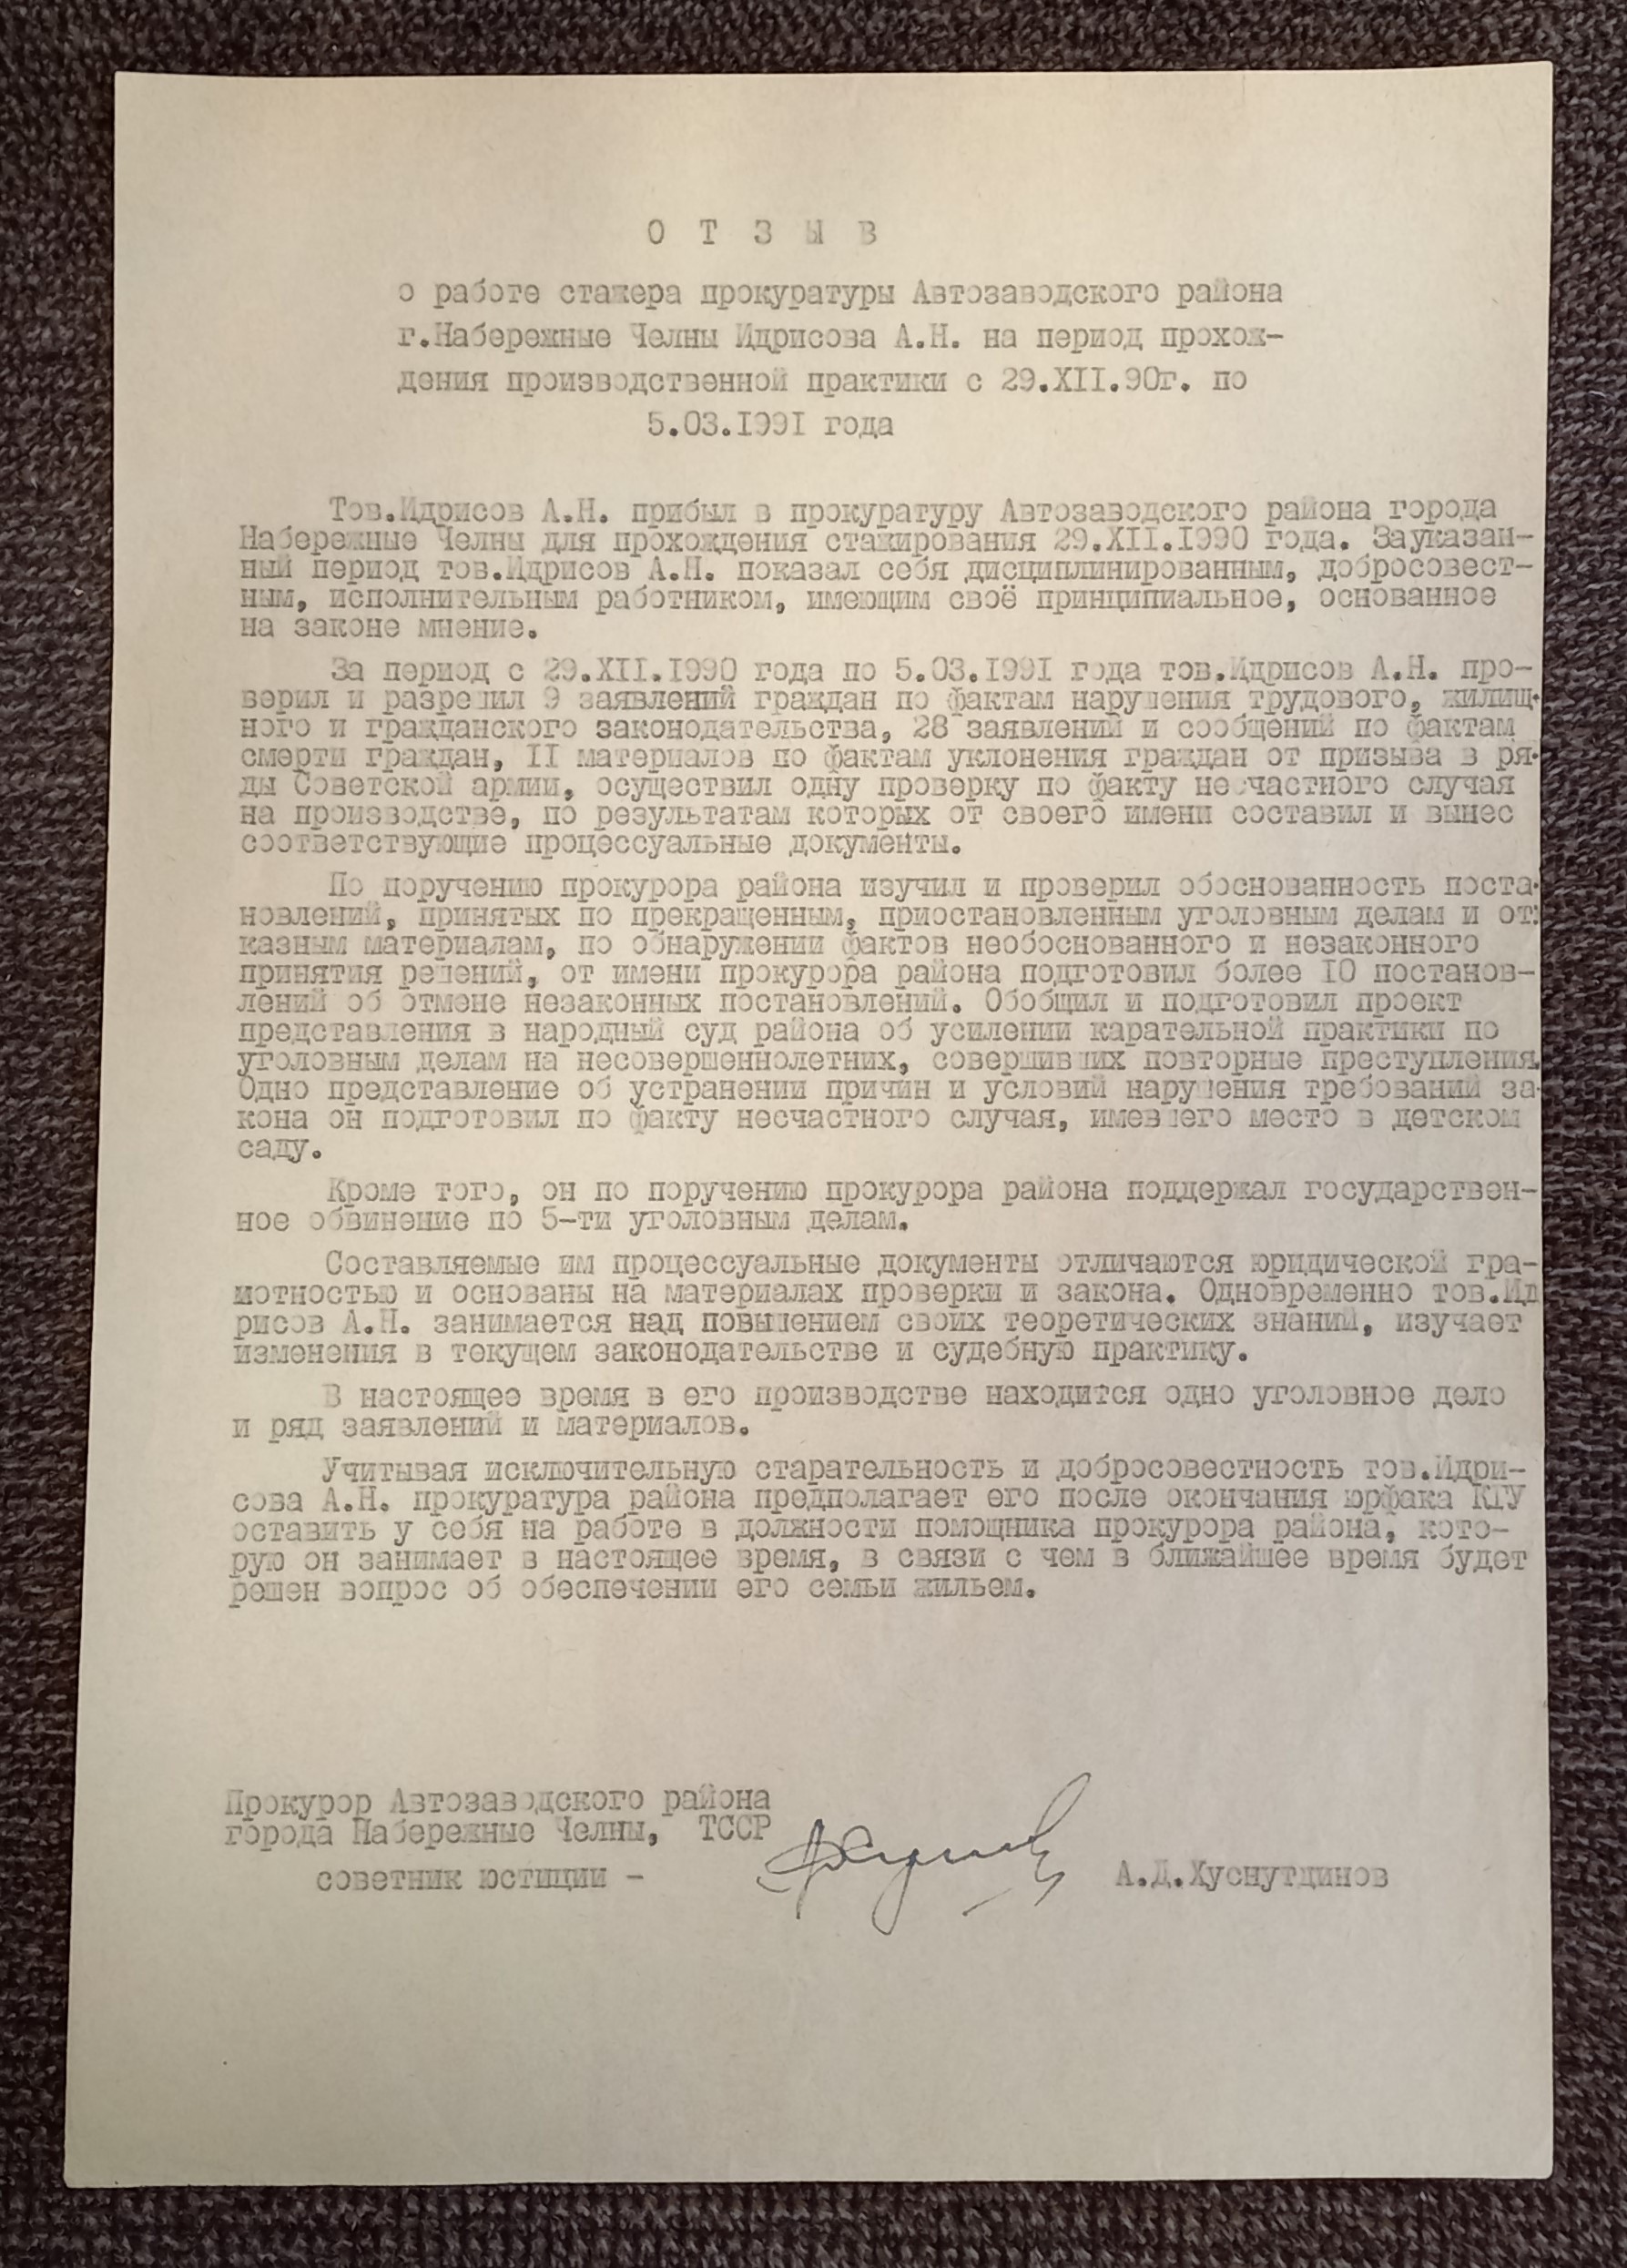 О Т З Ы В
о работе стажера прокуратуры Автозаводского района
г.Набережные Челны Идрисова А.Н. на период прохож-
дения производственной практики с 29.XII.90г. по
5.03.I991 года
Тов.Идрисов А.Н. прибыл в прокуратуру Автозаводского района города
Набережные Челны для прохождения стажирования 29.XII.I990 года. Зауказан-
ный период тов.Идрисов А.Н. показал себя дисциплинированным, добросовест-
ным, исполнительным работником, имеющим своё принципиальное, основанное
на законе мнение.
За период с 29.XII.I990 года по 5.03.I991 года тов.Идрисов А.Н. про-
верил и разрешил 9 заявлений граждан по фактам нарушения трудового, жилищ-
ного и гражданского законодательства, 28 заявлений и сообщений по фактам
смерти граждан, II материалов по фактам уклонения граждан от призыва в ря-
ды Советской армии, осуществил одну проверку по факту несчастного случая
на производстве, по результатам которых от своего имени составил и вынес
соответствующие процессуальные документы.
По поручению прокурора района изучил и проверил обоснованность поста-
новлений, принятых по прекращенным, приостановленным уголовным делам и от-
казным материалам, по обнаружении фактов необоснованного и незаконного
принятия решений, от имени прокурора района подготовил более IO постанов-
лений об отмене незаконных постановлений. Обобщил и подготовил проект
представления в народный суд района об усилении карательной практики по
уголовным делам на несовершеннолетних, совершивших повторные преступления.
Одно представление об устранении причин и условий нарушения требований за-
кона он подготовил по факту несчастного случая, имевшего место в детском
саду.
Кроме того, он по поручению прокурора района поддержал государствен-
ное обвинение по 5-ти уголовным делам.
Составляемые им процессуальные документы отличаются юридической гра-
мотностью и основаны на материалах проверки и закона. Одновременно тов.Ид
рисов А.Н. занимается над повышением своих теоретических знаний, изучает
изменения в текущем законодательстве и судебную практику.
В настоящее время в его производстве находится одно уголовное дело
и ряд заявлений и материалов.
Учитывая исключительную старательность и добросовестность тов.Идри-
сова А.Н. прокуратура района предполагает его после окончания юрфака КГУ
оставить у себя на работе в должности помощника прокурора района, кото-
рую он занимает в настоящее время, в связи с чем в ближайшее время будет
решен вопрос об обеспечении его семьи жильем.
Прокурор Автозаводского района
города Набережные Челны, ТССР
советник юстиции - А.Д.Хуснутдинов